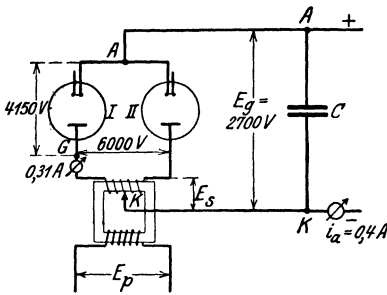 A
A
+
4150 V
I
II
E_g =
2700 V
C
G
6000 V
0,31 A
K
E_s
K
−
i_a = 0,4 A
E_p